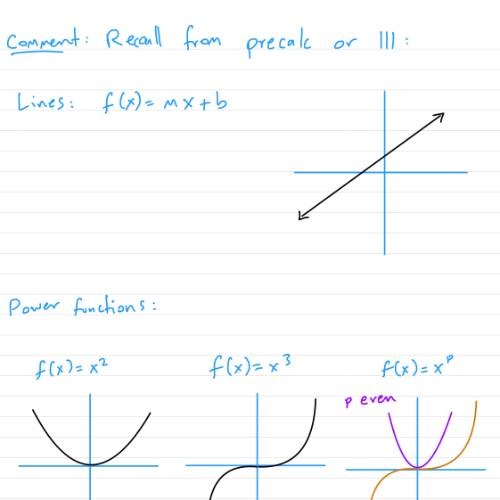 Comment: Recall from precalc or 111:
Lines: f(x) = mx + b
Power functions:
f(x) = x² f(x) = x³ f(x) = xᵖ
p even